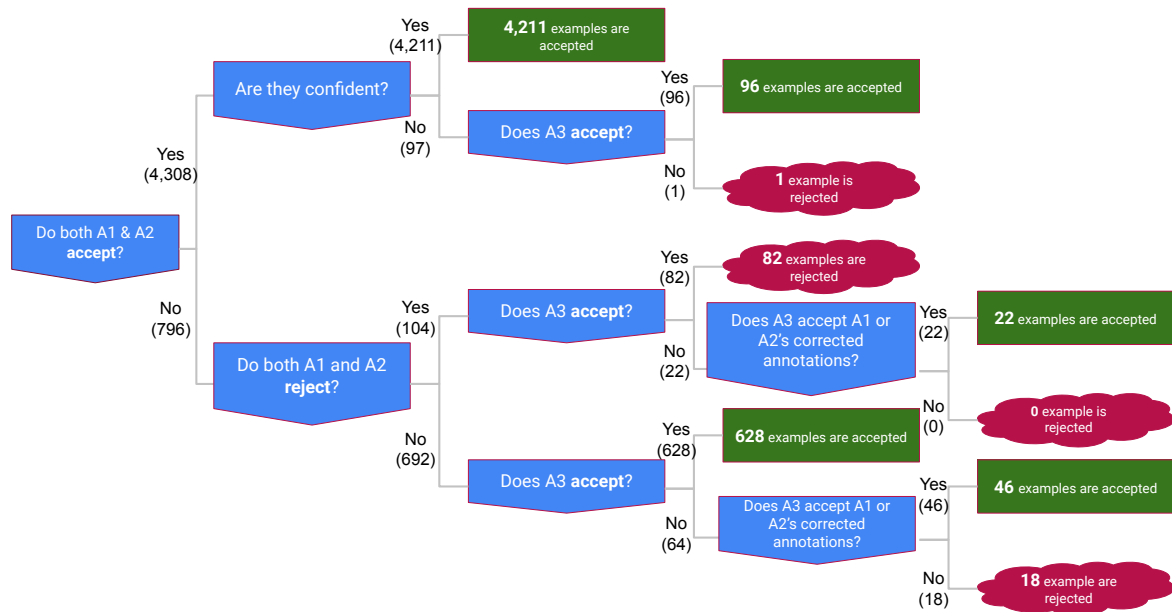 Yes
(4,211)
4,211 examples are
accepted
Are they confident?
Yes
(96)
96 examples are accepted
No
(97)
Does A3 accept?
Yes
(4,308)
No
(1)
1 example is
rejected
Do both A1 & A2
accept?
Yes
(82)
82 examples are
rejected
No
(796)
Yes
(104)
Does A3 accept?
Does A3 accept A1 or
A2's corrected
annotations?
Yes
(22)
22 examples are accepted
Do both A1 and A2
reject?
No
(22)
No
(0)
0 example is
rejected
No
(692)
Yes
(628)
628 examples are accepted
Does A3 accept?
Yes
(46)
46 examples are accepted
No
(64)
Does A3 accept A1 or
A2's corrected
annotations?
No
(18)
18 example are
rejected